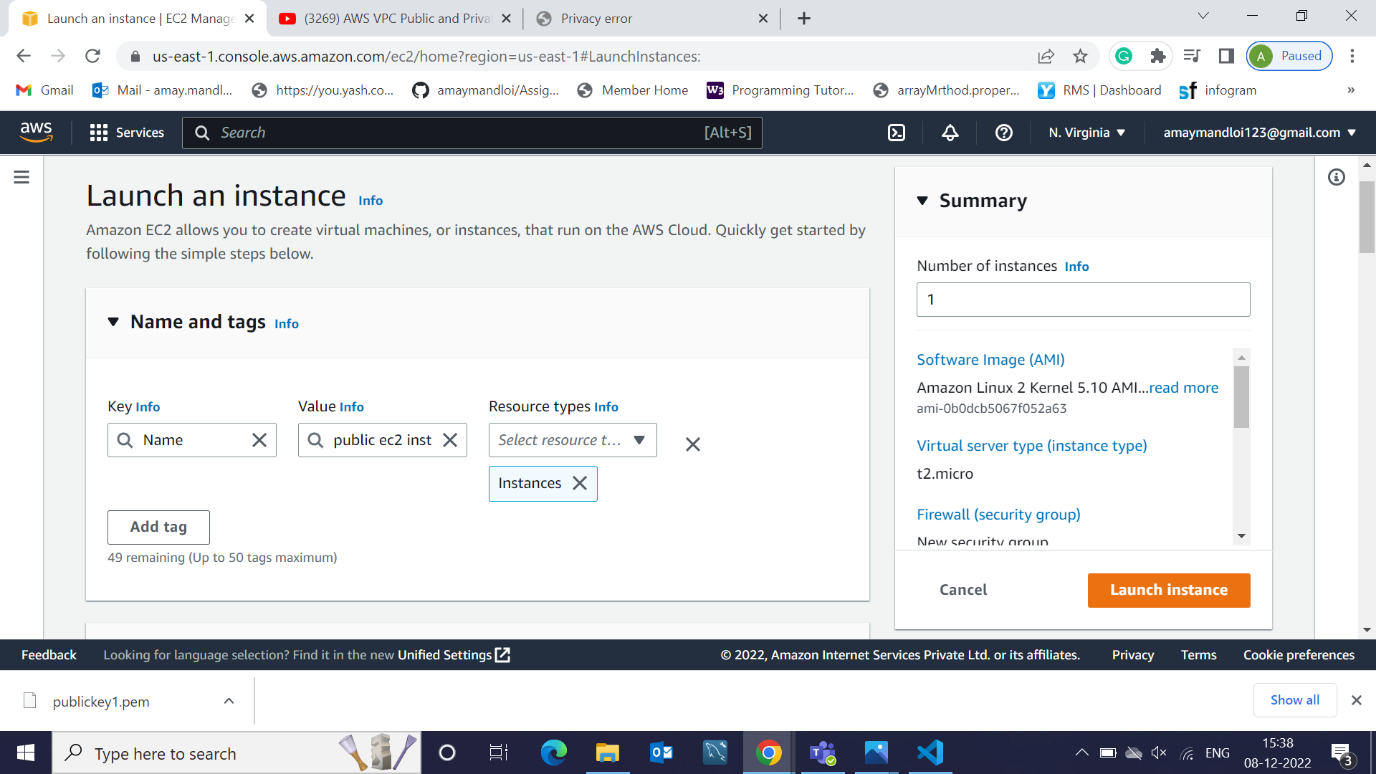 Launch an instance | EC2 Manage
(3269) AWS VPC Public and Priva
Privacy error
us-east-1.console.aws.amazon.com/ec2/home?region=us-east-1#LaunchInstances:
A
Paused
Gmail
Mail - amay.mandl...
https://you.yash.co...
amaymandloi/Assig...
Member Home
W3
Programming Tutor...
arrayMrthod.proper...
RMS | Dashboard
sf
infogram
»
aws
Services
Search
[Alt+S]
N. Virginia
amaymandloi123@gmail.com
Launch an instance Info
Amazon EC2 allows you to create virtual machines, or instances, that run on the AWS Cloud. Quickly get started by
following the simple steps below.
Name and tags Info
Key Info
Value Info
Resource types Info
Name
public ec2 inst
Select resource t...
Instances
Add tag
49 remaining (Up to 50 tags maximum)
Summary
Number of instances Info
1
Software Image (AMI)
Amazon Linux 2 Kernel 5.10 AMI...read more
ami-0b0dcb5067f052a63
Virtual server type (instance type)
t2.micro
Firewall (security group)
New security group
Cancel
Launch instance
Feedback
Looking for language selection? Find it in the new Unified Settings
© 2022, Amazon Internet Services Private Ltd. or its affiliates.
Privacy
Terms
Cookie preferences
publickey1.pem
Show all
Type here to search
ENG
15:38
08-12-2022
3